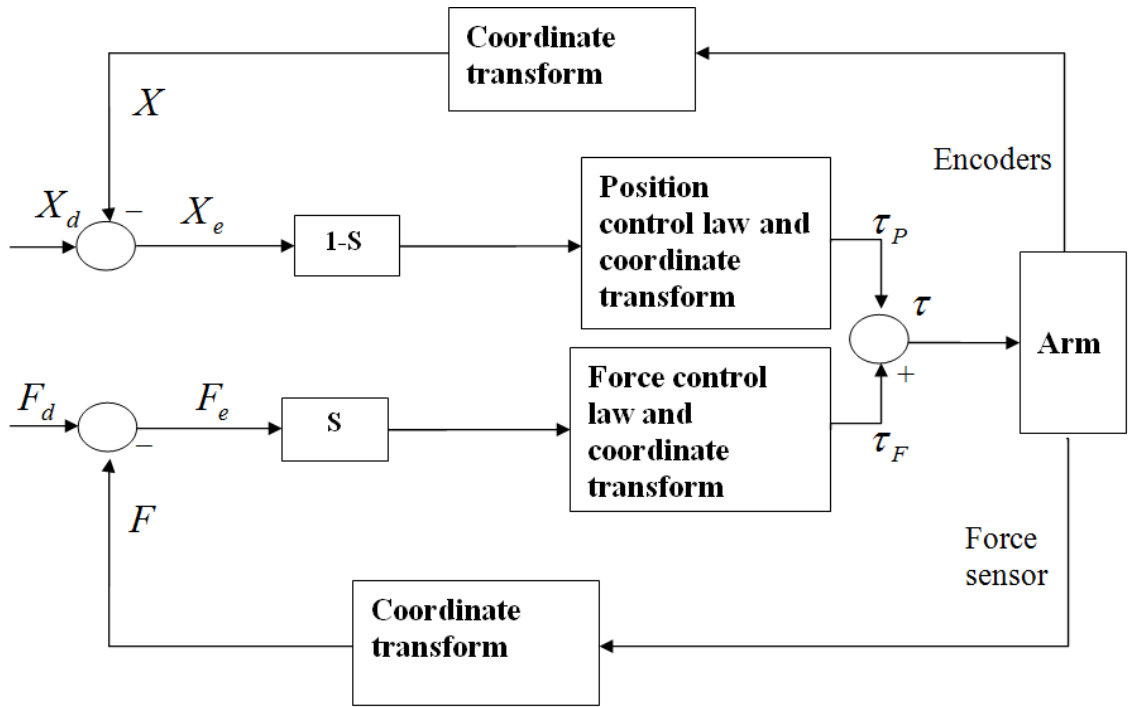 Coordinate
transform
X
Encoders
X_d
−
X_e
1-S
Position
control law and
coordinate
transform
τ_P
τ
Arm
F_d
−
F_e
S
Force control
law and
coordinate
transform
+
τ_F
F
Force
sensor
Coordinate
transform